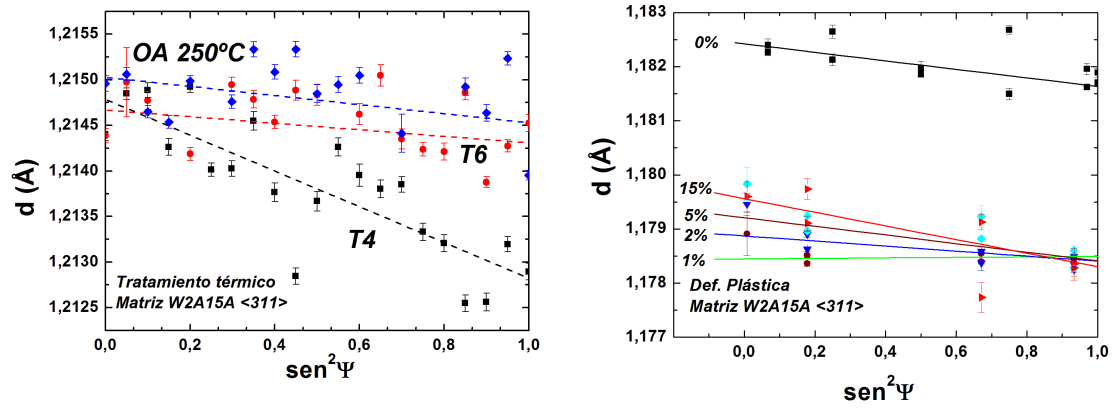 1,2155
1,2150
1,2145
1,2140
1,2135
1,2130
1,2125
d (Å)
OA 250ºC
T6
T4
Tratamiento térmico
Matriz W2A15A <311>
0,0 0,2 0,4 0,6 0,8 1,0
sen²Ψ
1,183
1,182
1,181
1,180
1,179
1,178
1,177
d (Å)
0%
15%
5%
2%
1%
Def. Plástica
Matriz W2A15A <311>
0,0 0,2 0,4 0,6 0,8 1,0
sen²Ψ